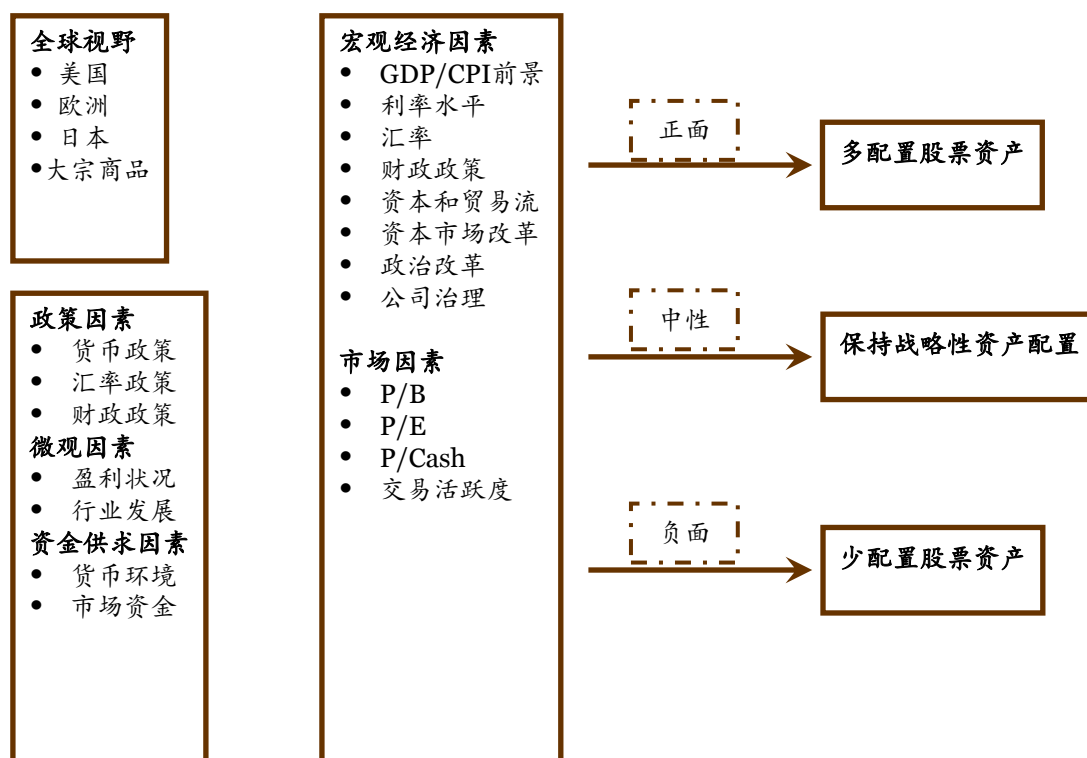 全球视野
• 美国
• 欧洲
• 日本
•大宗商品
政策因素
• 货币政策
• 汇率政策
• 财政政策
微观因素
• 盈利状况
• 行业发展
资金供求因素
• 货币环境
• 市场资金
宏观经济因素
• GDP/CPI前景
• 利率水平
• 汇率
• 财政政策
• 资本和贸易流
• 资本市场改革
• 政治改革
• 公司治理
市场因素
• P/B
• P/E
• P/Cash
• 交易活跃度
正面
多配置股票资产
中性
保持战略性资产配置
负面
少配置股票资产